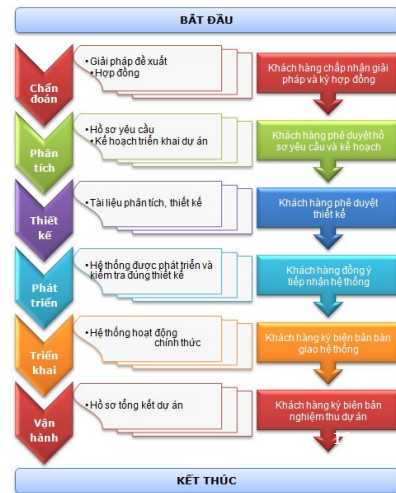 BẮT ĐẦU
Chẩn
đoán
•Giải pháp đề xuất
•Hợp đồng
Khách hàng chấp nhận giải
pháp và ký hợp đồng
Phân
tích
•Hồ sơ yêu cầu
•Kế hoạch triển khai dự án
Khách hàng phê duyệt hồ
sơ yêu cầu và kế hoạch
Thiết
kế
•Tài liệu phân tích, thiết kế
Khách hàng phê duyệt
thiết kế
Phát
triển
•Hệ thống được phát triển và
kiểm tra đúng thiết kế
Khách hàng đồng ý
tiếp nhận hệ thống
Triển
khai
•Hệ thống hoạt động
chính thức
Khách hàng ký biên bản bàn
giao hệ thống
Vận
hành
•Hồ sơ tổng kết dự án
Khách hàng ký biên bản
nghiệm thu dự án
KẾT THÚC